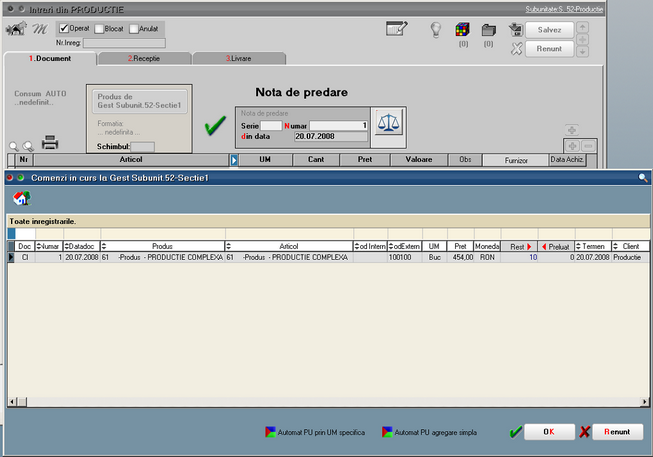 Intreri din PRODUCTIE
Subunitate:S. 52-Productie
Operat Blocat Anulat
Nr.Inreg:
(0) (0)
Salvez
Renunt
1.Document 2.Receptie 3.Livrare
Consum AUTO
..nedefinit..
Produs de
Gest Subunit.52-Sectie1
Formatia:
... nedefinita ...
Schimbul:
Nota de predare
Nota de predare
Serie Numar 1
din data 20.07.2008
Nr Articol UM Cant Pret Valoare Obs Furnizor Data Achiz.
Comenzi in curs la Gest Subunit.52-Sectie1
Toate inregistrarile.
Doc Numar Datadoc Produs Articol od Intern odExtern UM Pret Moneda Rest Preluat Termen Client
CI 1 20.07.2008 61 -Produs - PRODUCTIE COMPLEXA 61 -Produs - PRODUCTIE COMPLEXA 100100 Buc 454,00 RON 10 0 20.07.2008 Productie
Automat PU prin UM specifica
Automat PU agregare simpla
OK
Renunt